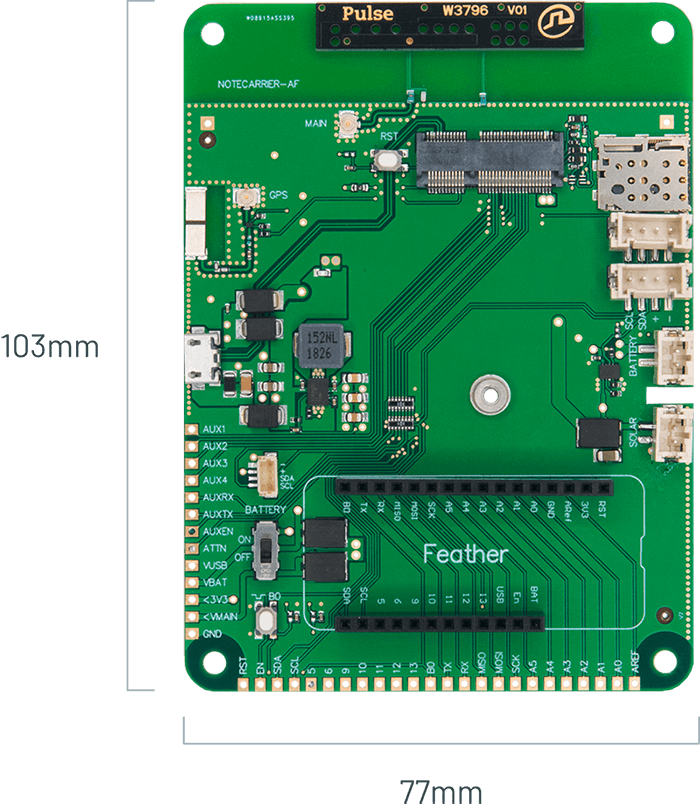 Pulse W3796 V01
NOTECARRIER-AF
MAIN
RST
GPS
SCL
SDA
+
-
152NL
1826
103mm
BATTERY
SOLAR
AUX1
AUX2
AUX3
AUX4
AUXRX
AUXTX
AUXEN
ATTN
VUSB
VBAT
<3V3
<VMAIN
GND
- +
SDA
SCL
BATTERY
ON
OFF
B0
B0 TX RX MISO MOSI SCK A5 A4 A3 A2 A1 A0 GND ARef 3V3 RST
Feather
SDA SCL 5 6 9 10 11 12 13 USB En BAT
RST EN SDA SCL 5 6 9 10 11 12 13 B0 TX RX MISO MOSI SCK A5 A4 A3 A2 A1 A0 AREF
77mm